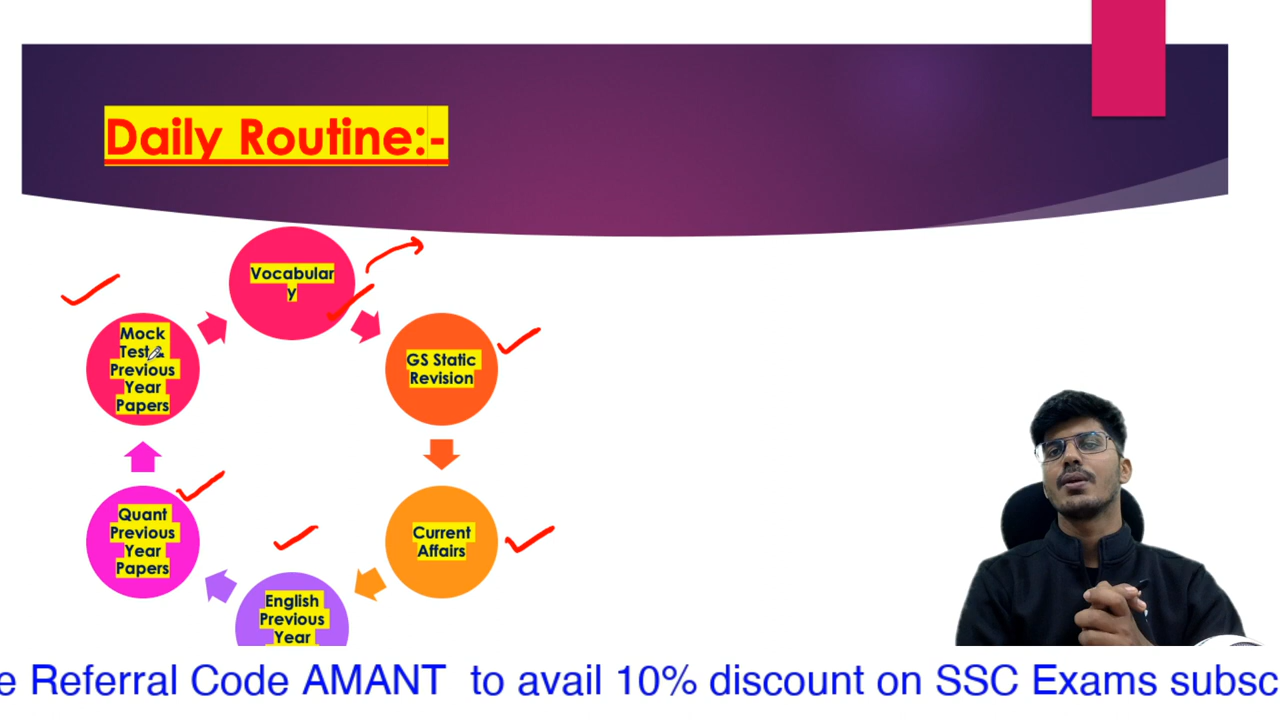 Daily Routine:-
Vocabular
y
GS Static
Revision
Current
Affairs
English
Previous
Year
Quant
Previous
Year
Papers
Mock
Test &
Previous
Year
Papers
e Referral Code AMANT to avail 10% discount on SSC Exams subsc